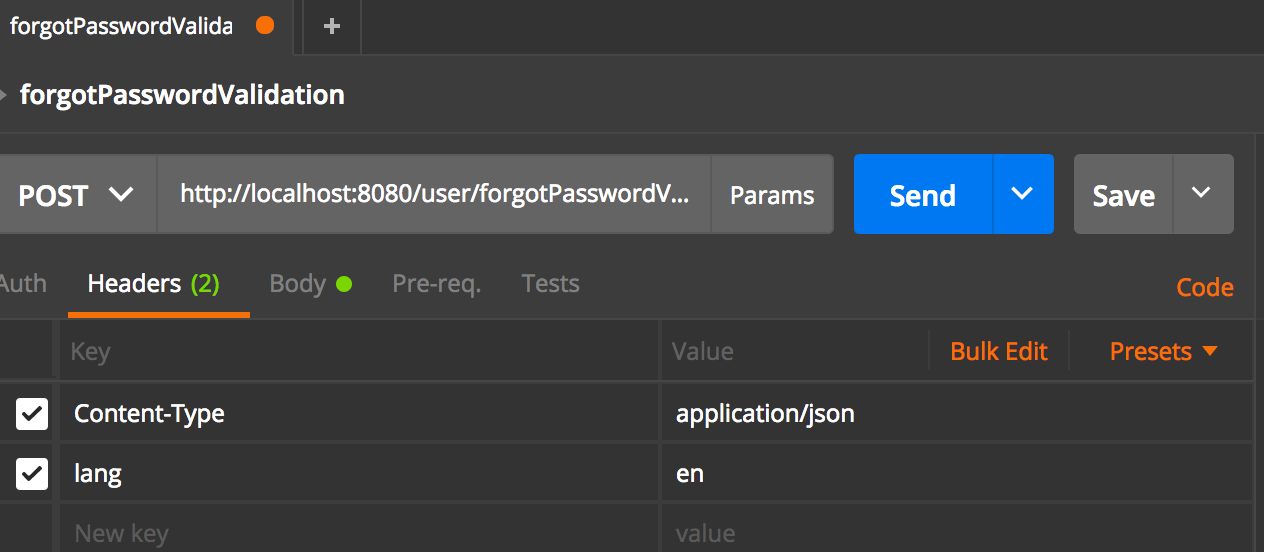 forgotPasswordValida +
forgotPasswordValidation
POST http://localhost:8080/user/forgotPasswordV... Params Send Save
Auth Headers (2) Body Pre-req. Tests Code
Key Value Bulk Edit Presets
Content-Type application/json
lang en
New key value